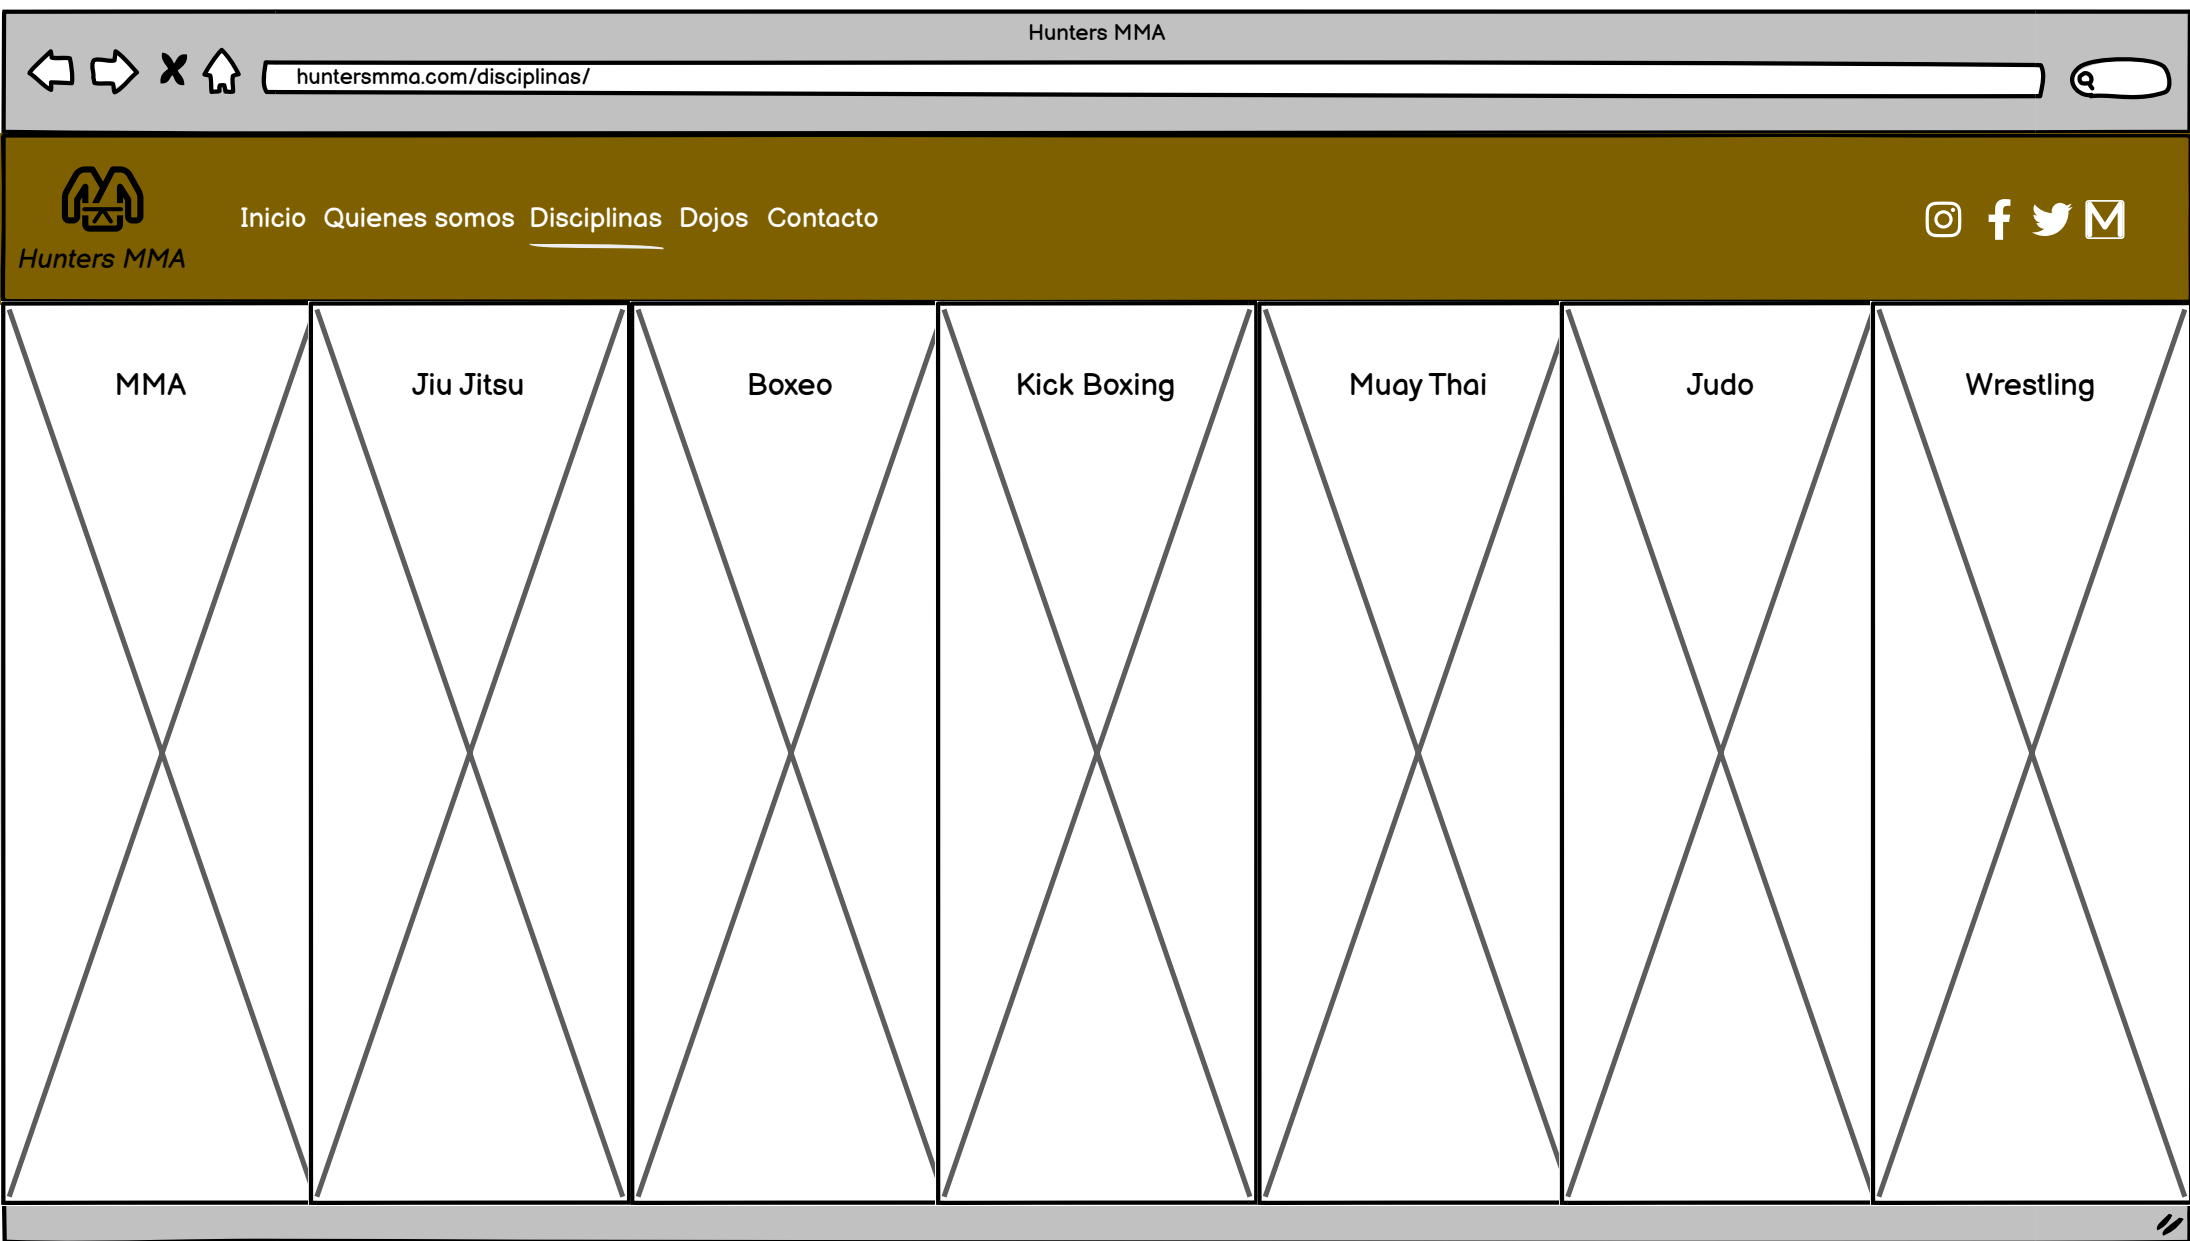 Hunters MMA
huntersmma.com/disciplinas/
Hunters MMA
Inicio Quienes somos Disciplinas Dojos Contacto
MMA
Jiu Jitsu
Boxeo
Kick Boxing
Muay Thai
Judo
Wrestling